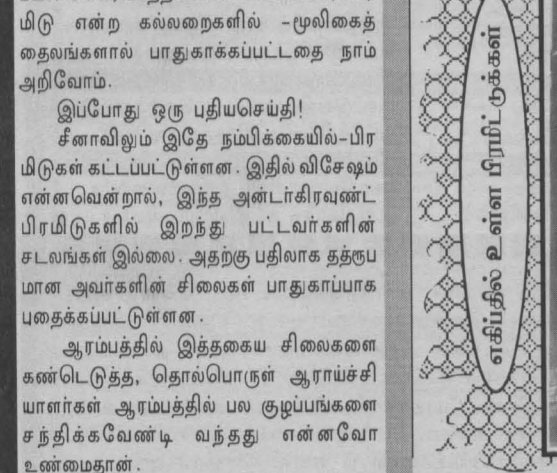 மிடு என்ற கல்லறைகளில் –மூலிகைத்
தைலங்களால் பாதுகாக்கப்பட்டதை நாம்
அறிவோம்.
இப்போது ஒரு புதியசெய்தி!
சீனாவிலும் இதே நம்பிக்கையில்–பிர
மிடுகள் கட்டப்பட்டுள்ளன. இதில் விசேஷம்
என்னவென்றால், இந்த அன்டர்கிரவுண்ட்
பிரமிடுகளில் இறந்து பட்டவர்களின்
சடலங்கள் இல்லை. அதற்கு பதிலாக தத்ரூப
மான அவர்களின் சிலைகள் பாதுகாப்பாக
புதைக்கப்பட்டுள்ளன.
ஆரம்பத்தில் இத்தகைய சிலைகளை
கண்டெடுத்த, தொல்பொருள் ஆராய்ச்சி
யாளர்கள் ஆரம்பத்தில் பல குழப்பங்களை
சந்திக்கவேண்டி வந்தது என்னவோ
உண்மைதான்.
எகிப்தில் உள்ள பிரமிட்டுக்கள்